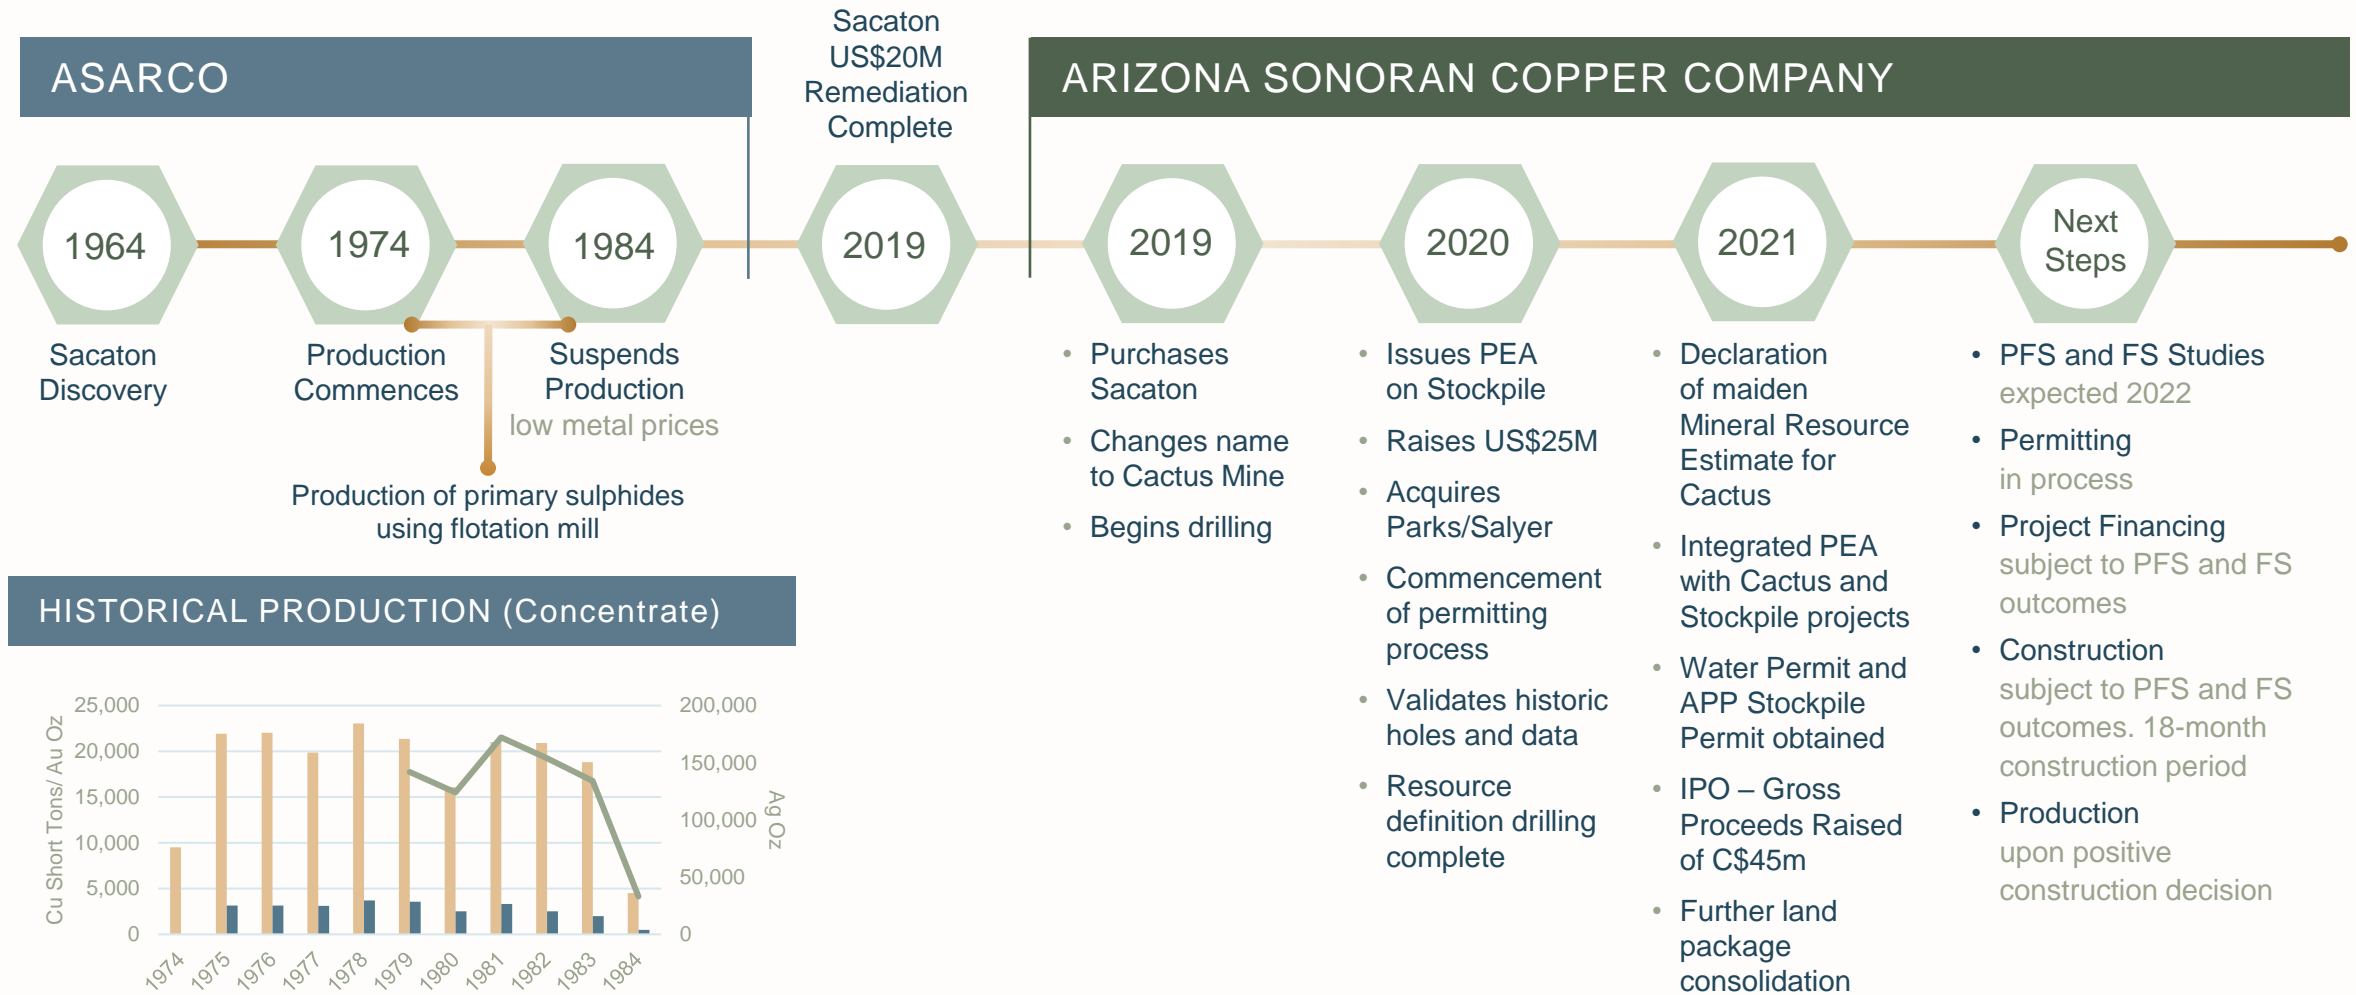 Sacaton
US$20M
Remediation
Complete
ASARCO
ARIZONA SONORAN COPPER COMPANY
1964
Sacaton
Discovery
1974
Production
Commences
1984
Suspends
Production
low metal prices
Production of primary sulphides
using flotation mill
2019
2019
• Purchases
Sacaton
• Changes name
to Cactus Mine
• Begins drilling
2020
• Issues PEA
on Stockpile
• Raises US$25M
• Acquires
Parks/Salyer
• Commencement
of permitting
process
• Validates historic
holes and data
• Resource
definition drilling
complete
2021
• Declaration
of maiden
Mineral Resource
Estimate for
Cactus
• Integrated PEA
with Cactus and
Stockpile projects
• Water Permit and
APP Stockpile
Permit obtained
• IPO – Gross
Proceeds Raised
of C$45m
• Further land
package
consolidation
Next
Steps
• PFS and FS Studies
expected 2022
• Permitting
in process
• Project Financing
subject to PFS and FS
outcomes
• Construction
subject to PFS and FS
outcomes. 18-month
construction period
• Production
upon positive
construction decision
HISTORICAL PRODUCTION (Concentrate)
Cu Short Tons/ Au Oz
25,000
20,000
15,000
10,000
5,000
0
200,000
150,000
100,000
50,000
0
Ag Oz
1974
1975
1976
1977
1978
1979
1980
1981
1982
1983
1984